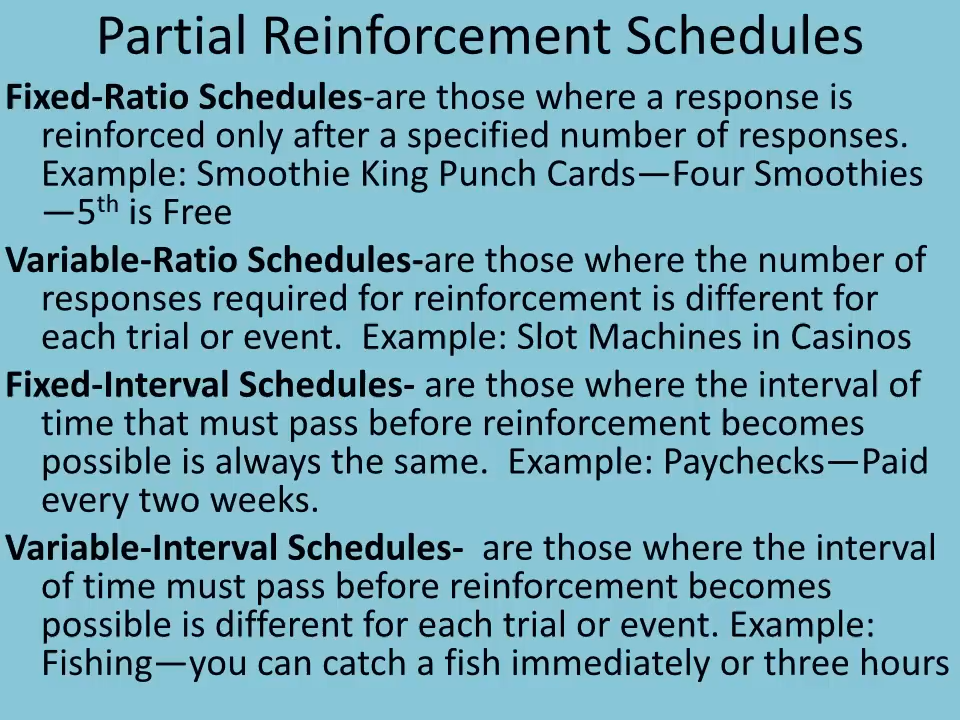 Partial Reinforcement Schedules
Fixed-Ratio Schedules-are those where a response is
reinforced only after a specified number of responses.
Example: Smoothie King Punch Cards—Four Smoothies
—5th is Free
Variable-Ratio Schedules-are those where the number of
responses required for reinforcement is different for
each trial or event.  Example: Slot Machines in Casinos
Fixed-Interval Schedules- are those where the interval of
time that must pass before reinforcement becomes
possible is always the same.  Example: Paychecks—Paid
every two weeks.
Variable-Interval Schedules-  are those where the interval
of time must pass before reinforcement becomes
possible is different for each trial or event. Example:
Fishing—you can catch a fish immediately or three hours